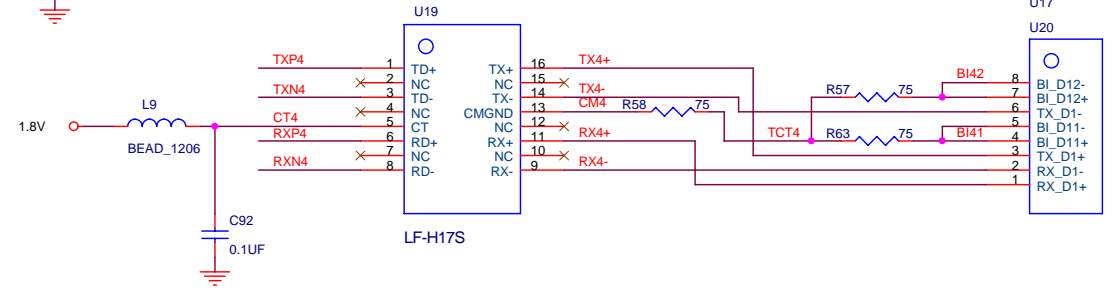 U17
U19
U20
TXP4 1 TD+ TX+ 16 TX4+
2 NC NC 15
TXN4 3 TD- TX- 14 TX4-
4 NC CMGND 13 CM4 R58 75
CT4 5 CT NC 12
RXP4 6 RD+ RX+ 11 RX4+
7 NC NC 10
RXN4 8 RD- RX- 9 RX4-
LF-H17S
1.8V
L9
BEAD_1206
C92
0.1UF
R57 75
TCT4
R63 75
BI42 8 BI_D12-
7 BI_D12+
6 TX_D1-
BI41 5 BI_D11-
4 BI_D11+
3 TX_D1+
2 RX_D1-
1 RX_D1+